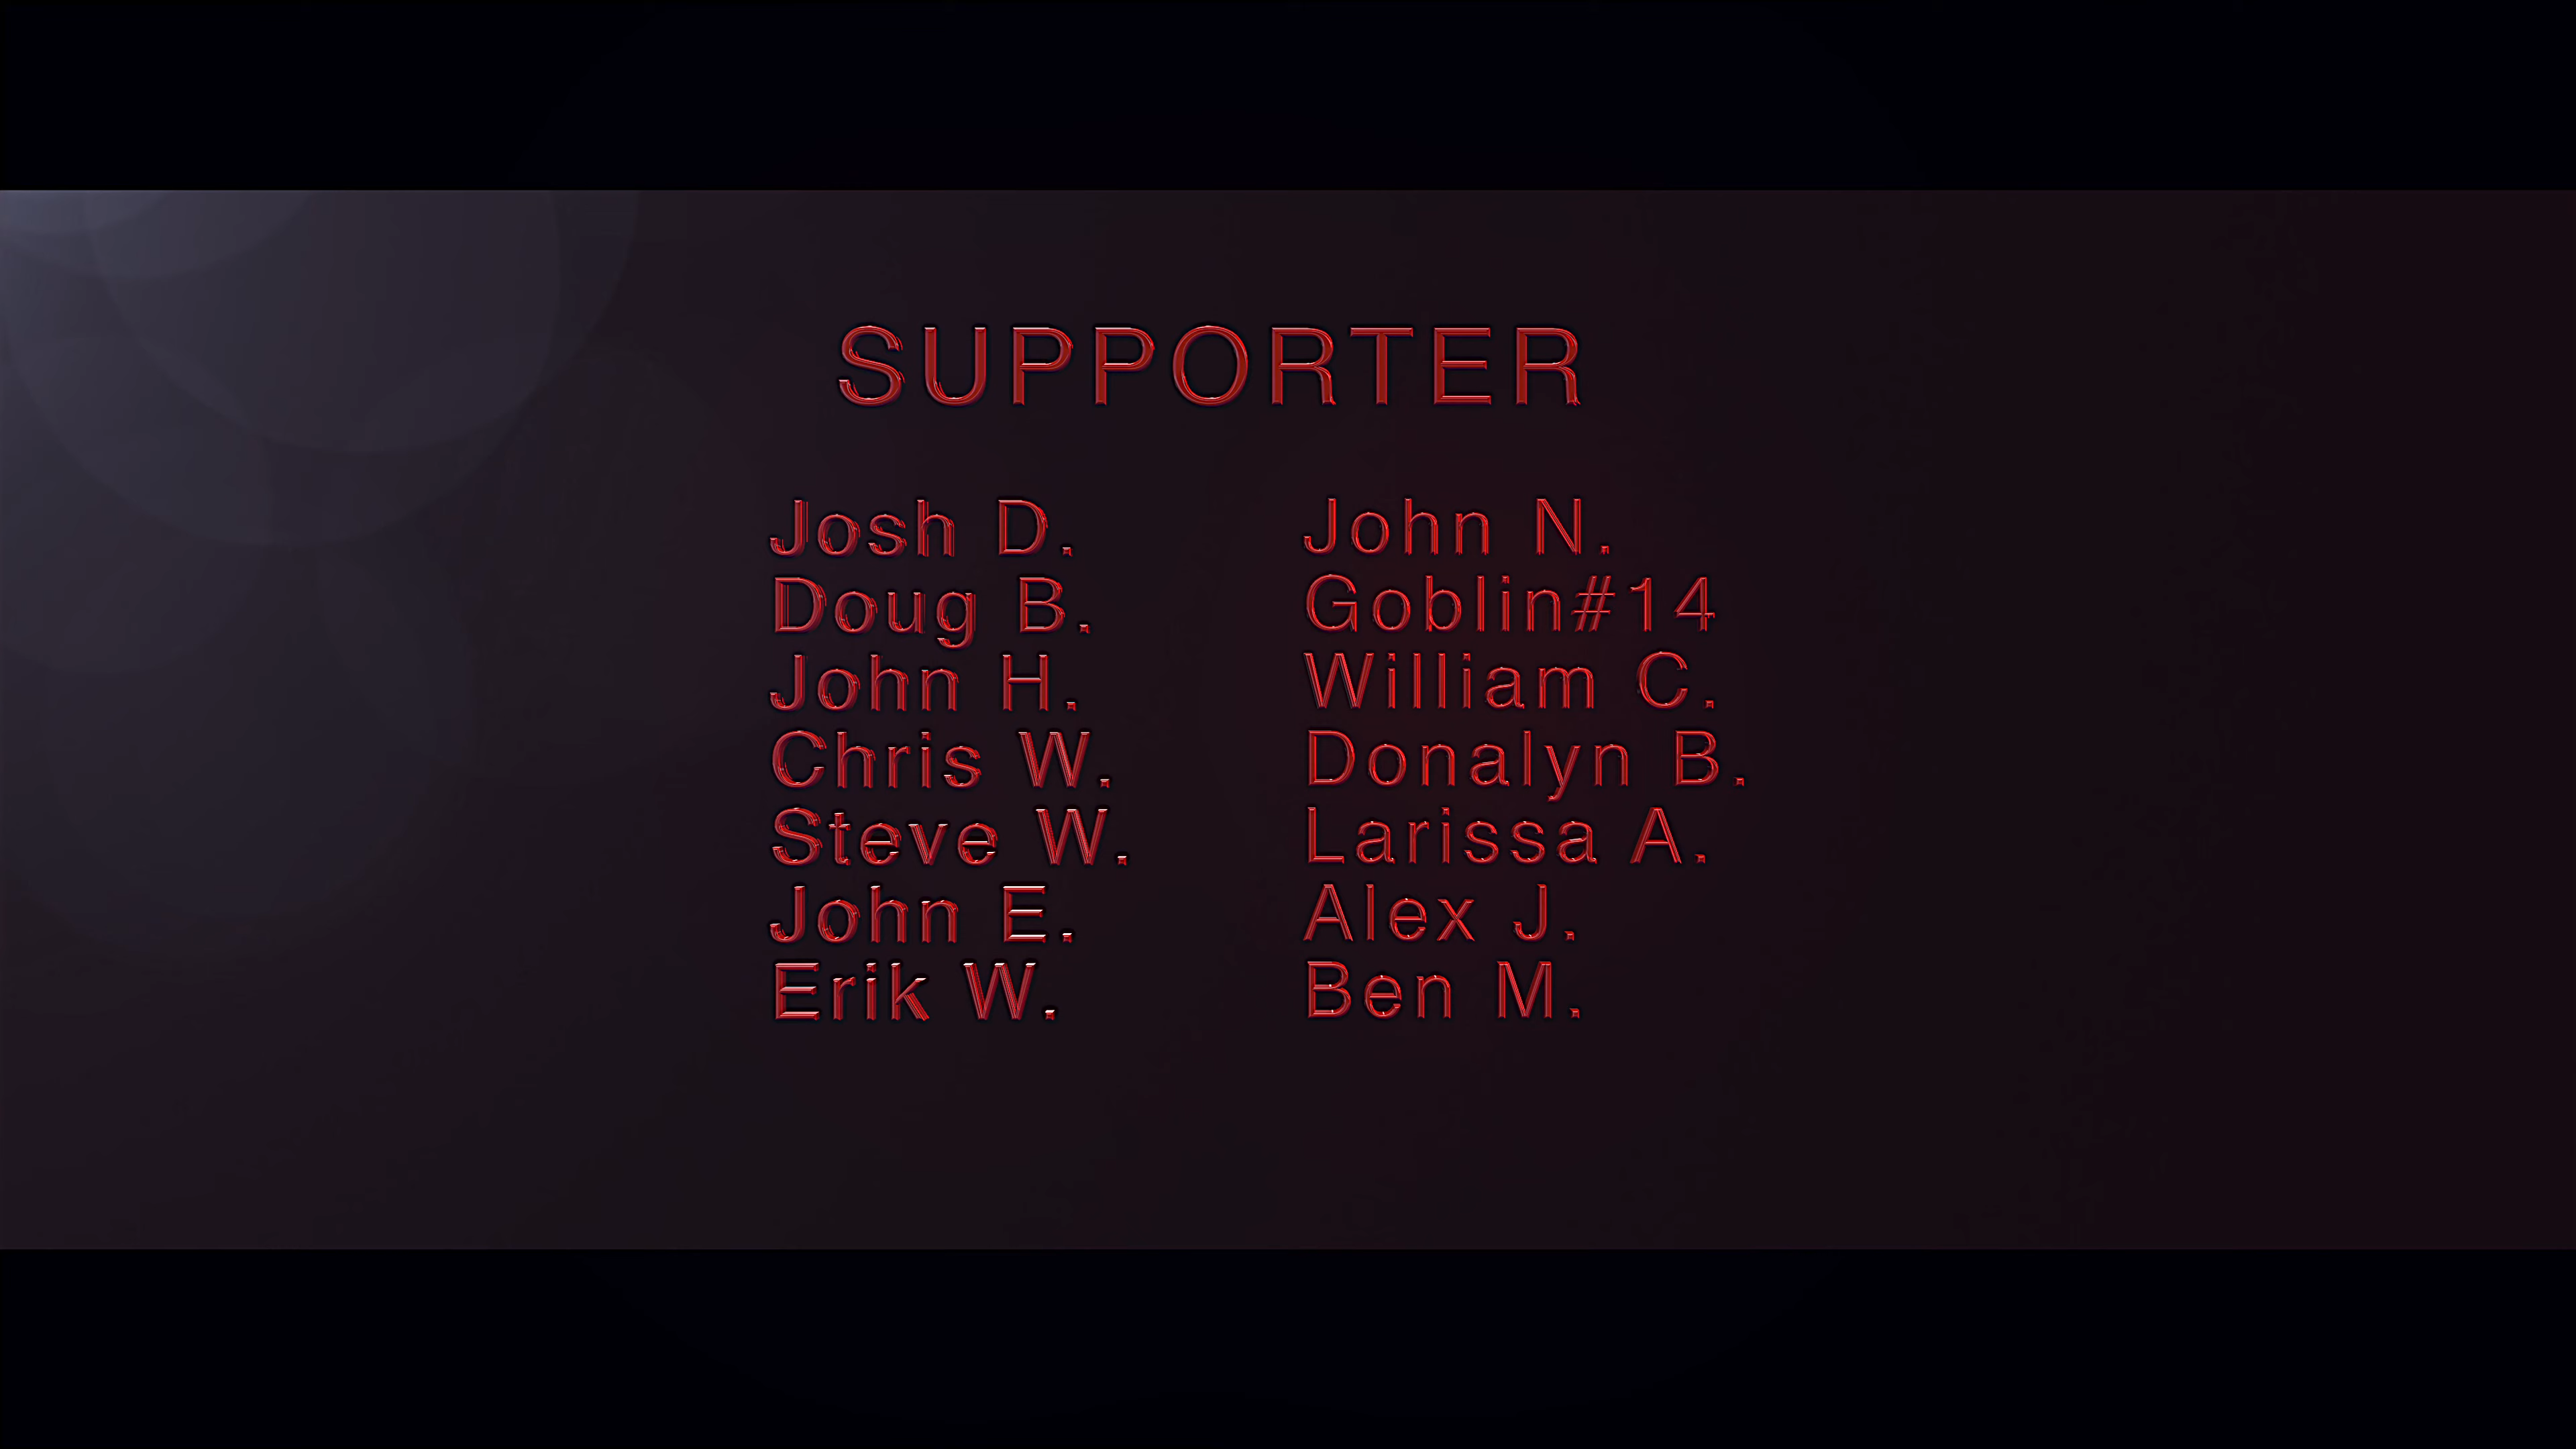 SUPPORTER
Josh D.
Doug B.
John H.
Chris W.
Steve W.
John E.
Erik W.
John N.
Goblin#14
William C.
Donalyn B.
Larissa A.
Alex J.
Ben M.